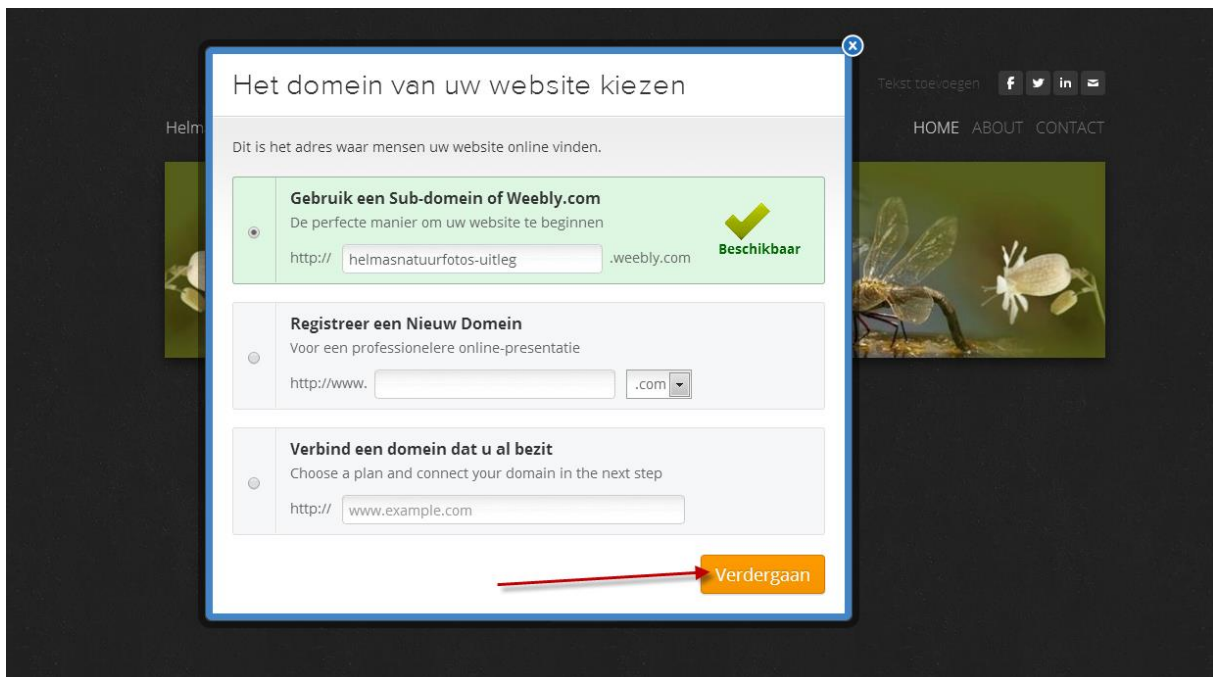 Het domein van uw website kiezen
Tekst toevoegen
Helm
HOME ABOUT CONTACT
Dit is het adres waar mensen uw website online vinden.
Gebruik een Sub-domein of Weebly.com
De perfecte manier om uw website te beginnen
http:// helmasnatuurfotos-uitleg .weebly.com
Beschikbaar
Registreer een Nieuw Domein
Voor een professionelere online-presentatie
http://www. .com
Verbind een domein dat u al bezit
Choose a plan and connect your domain in the next step
http:// www.example.com
Verdergaan